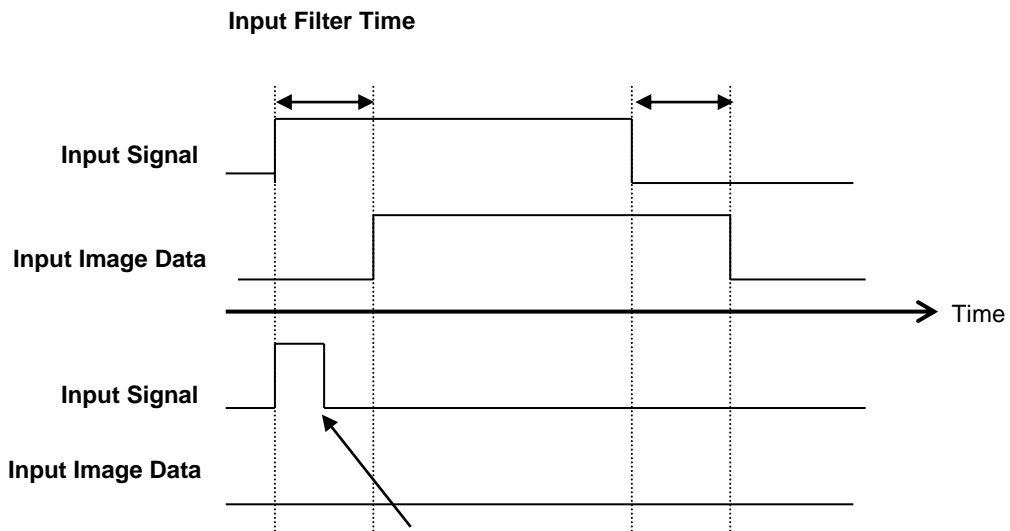 Input Filter Time
Input Signal
Input Image Data
Time
Input Signal
Input Image Data